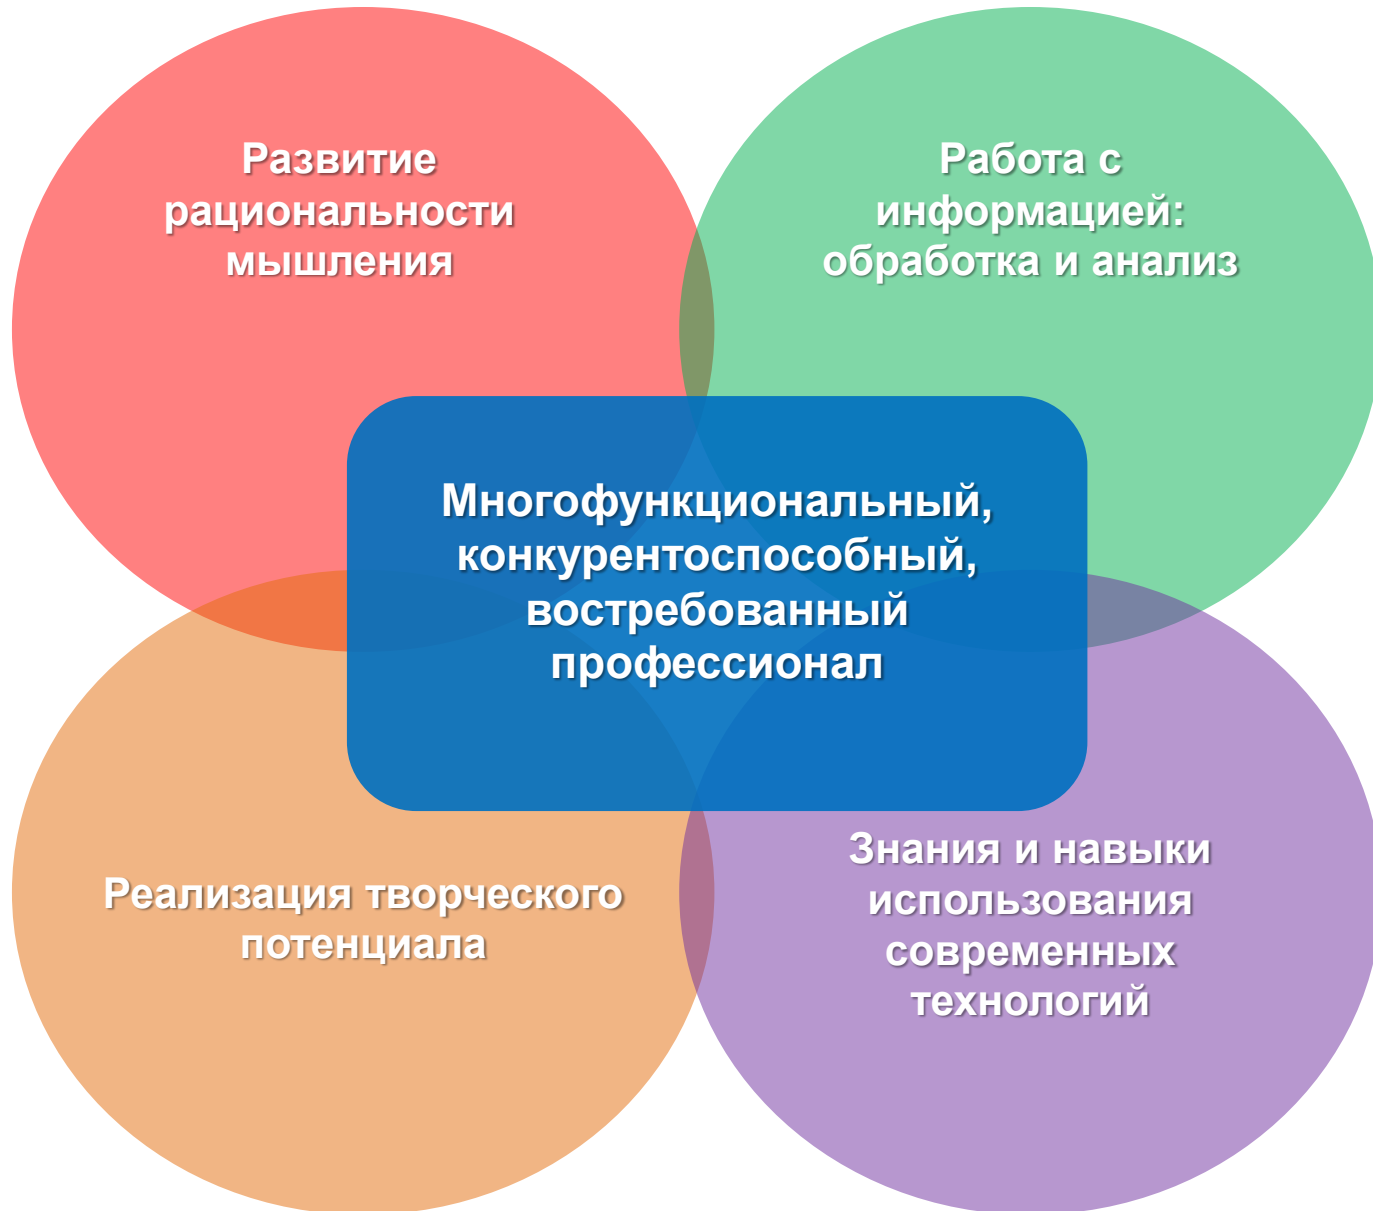 Развитие
рациональности
мышления
Работа с
информацией:
обработка и анализ
Многофункциональный,
конкурентоспособный,
востребованный
профессионал
Реализация творческого
потенциала
Знания и навыки
использования
современных
технологий